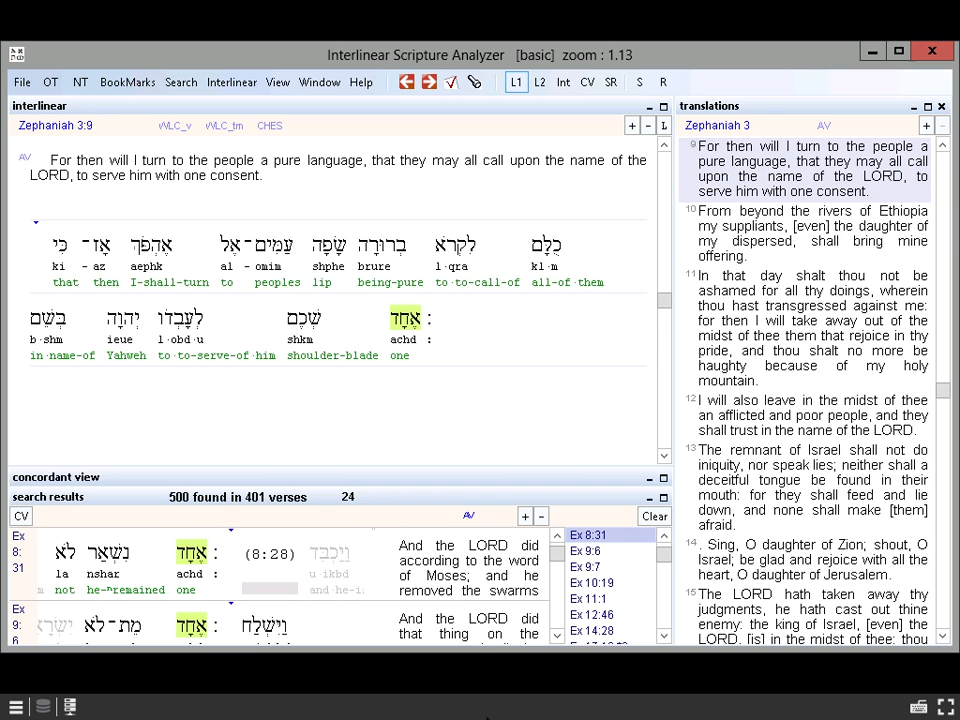 Interlinear Scripture Analyzer [basic] zoom : 1.13
File OT NT BookMarks Search Interlinear View Window Help L1 L2 Int CV SR S R
interlinear
Zephaniah 3:9 WLC_v WLC_tm CHES + - L
AV For then will I turn to the people a pure language, that they may all call upon the name of the
LORD, to serve him with one consent.
כִּי אָז־ אֶהְפֹּךְ אֶל־ עַמִּים שָׂפָה בְרוּרָה לִקְרֹא כֻלָּם
ki - az aephk al - omim shphe brure l·qra kl·m
that then I-shall-turn to peoples lip being-pure to·to-call-of all-of·them
בְּשֵׁם יְהוָה לְעָבְדוֹ שְׁכֶם אֶחָד :
b·shm ieue l·obd·u shkm achd :
in·name-of Yahweh to·to-serve-of·him shoulder-blade one
concordant view
search results 500 found in 401 verses 24
CV AV + - Clear
Ex
8:
31
לֹא נִשְׁאַר אֶחָד : (8:28) וַיַּכְבֵּד
la nshar achd : u·ikbd
m not he-ⁿremained one and·he-i:
And the LORD did
according to the word
of Moses; and he
removed the swarms
Ex
9:
6
מֵת־ לֹא אֶחָד : וַיִּשְׁלַח
And the LORD did
that thing on the
Ex 8:31
Ex 9:6
Ex 9:7
Ex 10:19
Ex 11:1
Ex 12:46
Ex 14:28
translations
Zephaniah 3 AV + -
9 For then will I turn to the people a
pure language, that they may all call
upon the name of the LORD, to
serve him with one consent.
10 From beyond the rivers of Ethiopia
my suppliants, [even] the daughter of
my dispersed, shall bring mine
offering.
11 In that day shalt thou not be
ashamed for all thy doings, wherein
thou hast transgressed against me:
for then I will take away out of the
midst of thee them that rejoice in thy
pride, and thou shalt no more be
haughty because of my holy
mountain.
12 I will also leave in the midst of thee
an afflicted and poor people, and they
shall trust in the name of the LORD.
13 The remnant of Israel shall not do
iniquity, nor speak lies; neither shall a
deceitful tongue be found in their
mouth: for they shall feed and lie
down, and none shall make [them]
afraid.
14 . Sing, O daughter of Zion; shout, O
Israel; be glad and rejoice with all the
heart, O daughter of Jerusalem.
15 The LORD hath taken away thy
judgments, he hath cast out thine
enemy: the king of Israel, [even] the
LORD, [is] in the midst of thee: thou